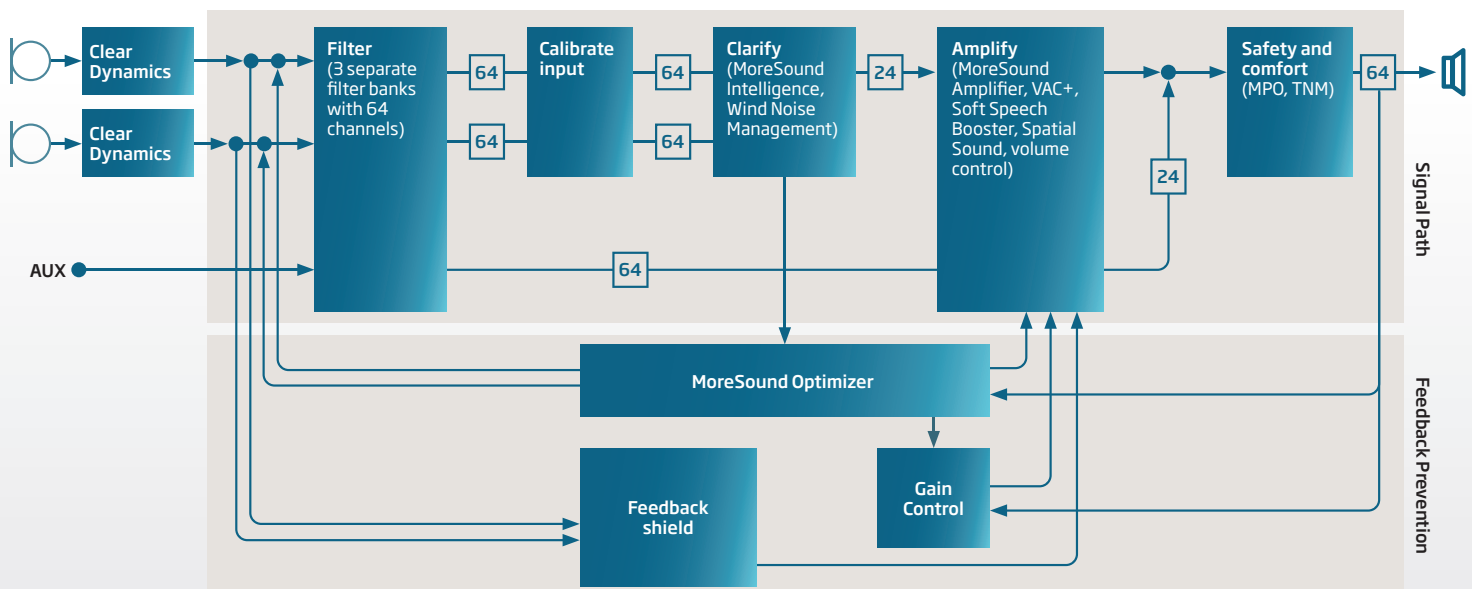 Clear
Dynamics
Clear
Dynamics
AUX
Filter
(3 separate
filter banks
with 64
channels)
64
64
Calibrate
input
64
64
Clarify
(MoreSound
Intelligence,
Wind Noise
Management)
24
Amplify
(MoreSound
Amplifier, VAC+,
Soft Speech
Booster, Spatial
Sound, volume
control)
24
Safety and
comfort
(MPO, TNM)
64
64
Signal Path
MoreSound Optimizer
Feedback
shield
Gain
Control
Feedback Prevention